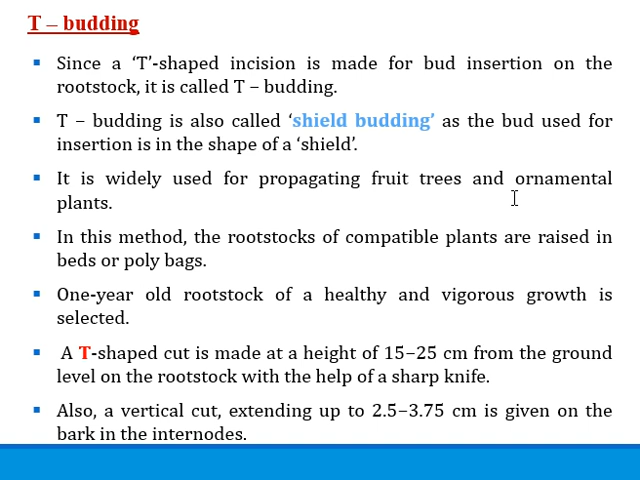 T – budding
▪ Since a ‘T’-shaped incision is made for bud insertion on the
rootstock, it is called T – budding.
▪ T – budding is also called ‘shield budding’ as the bud used for
insertion is in the shape of a ‘shield’.
▪ It is widely used for propagating fruit trees and ornamental
plants.
▪ In this method, the rootstocks of compatible plants are raised in
beds or poly bags.
▪ One-year old rootstock of a healthy and vigorous growth is
selected.
▪ A T-shaped cut is made at a height of 15–25 cm from the ground
level on the rootstock with the help of a sharp knife.
▪ Also, a vertical cut, extending up to 2.5–3.75 cm is given on the
bark in the internodes.